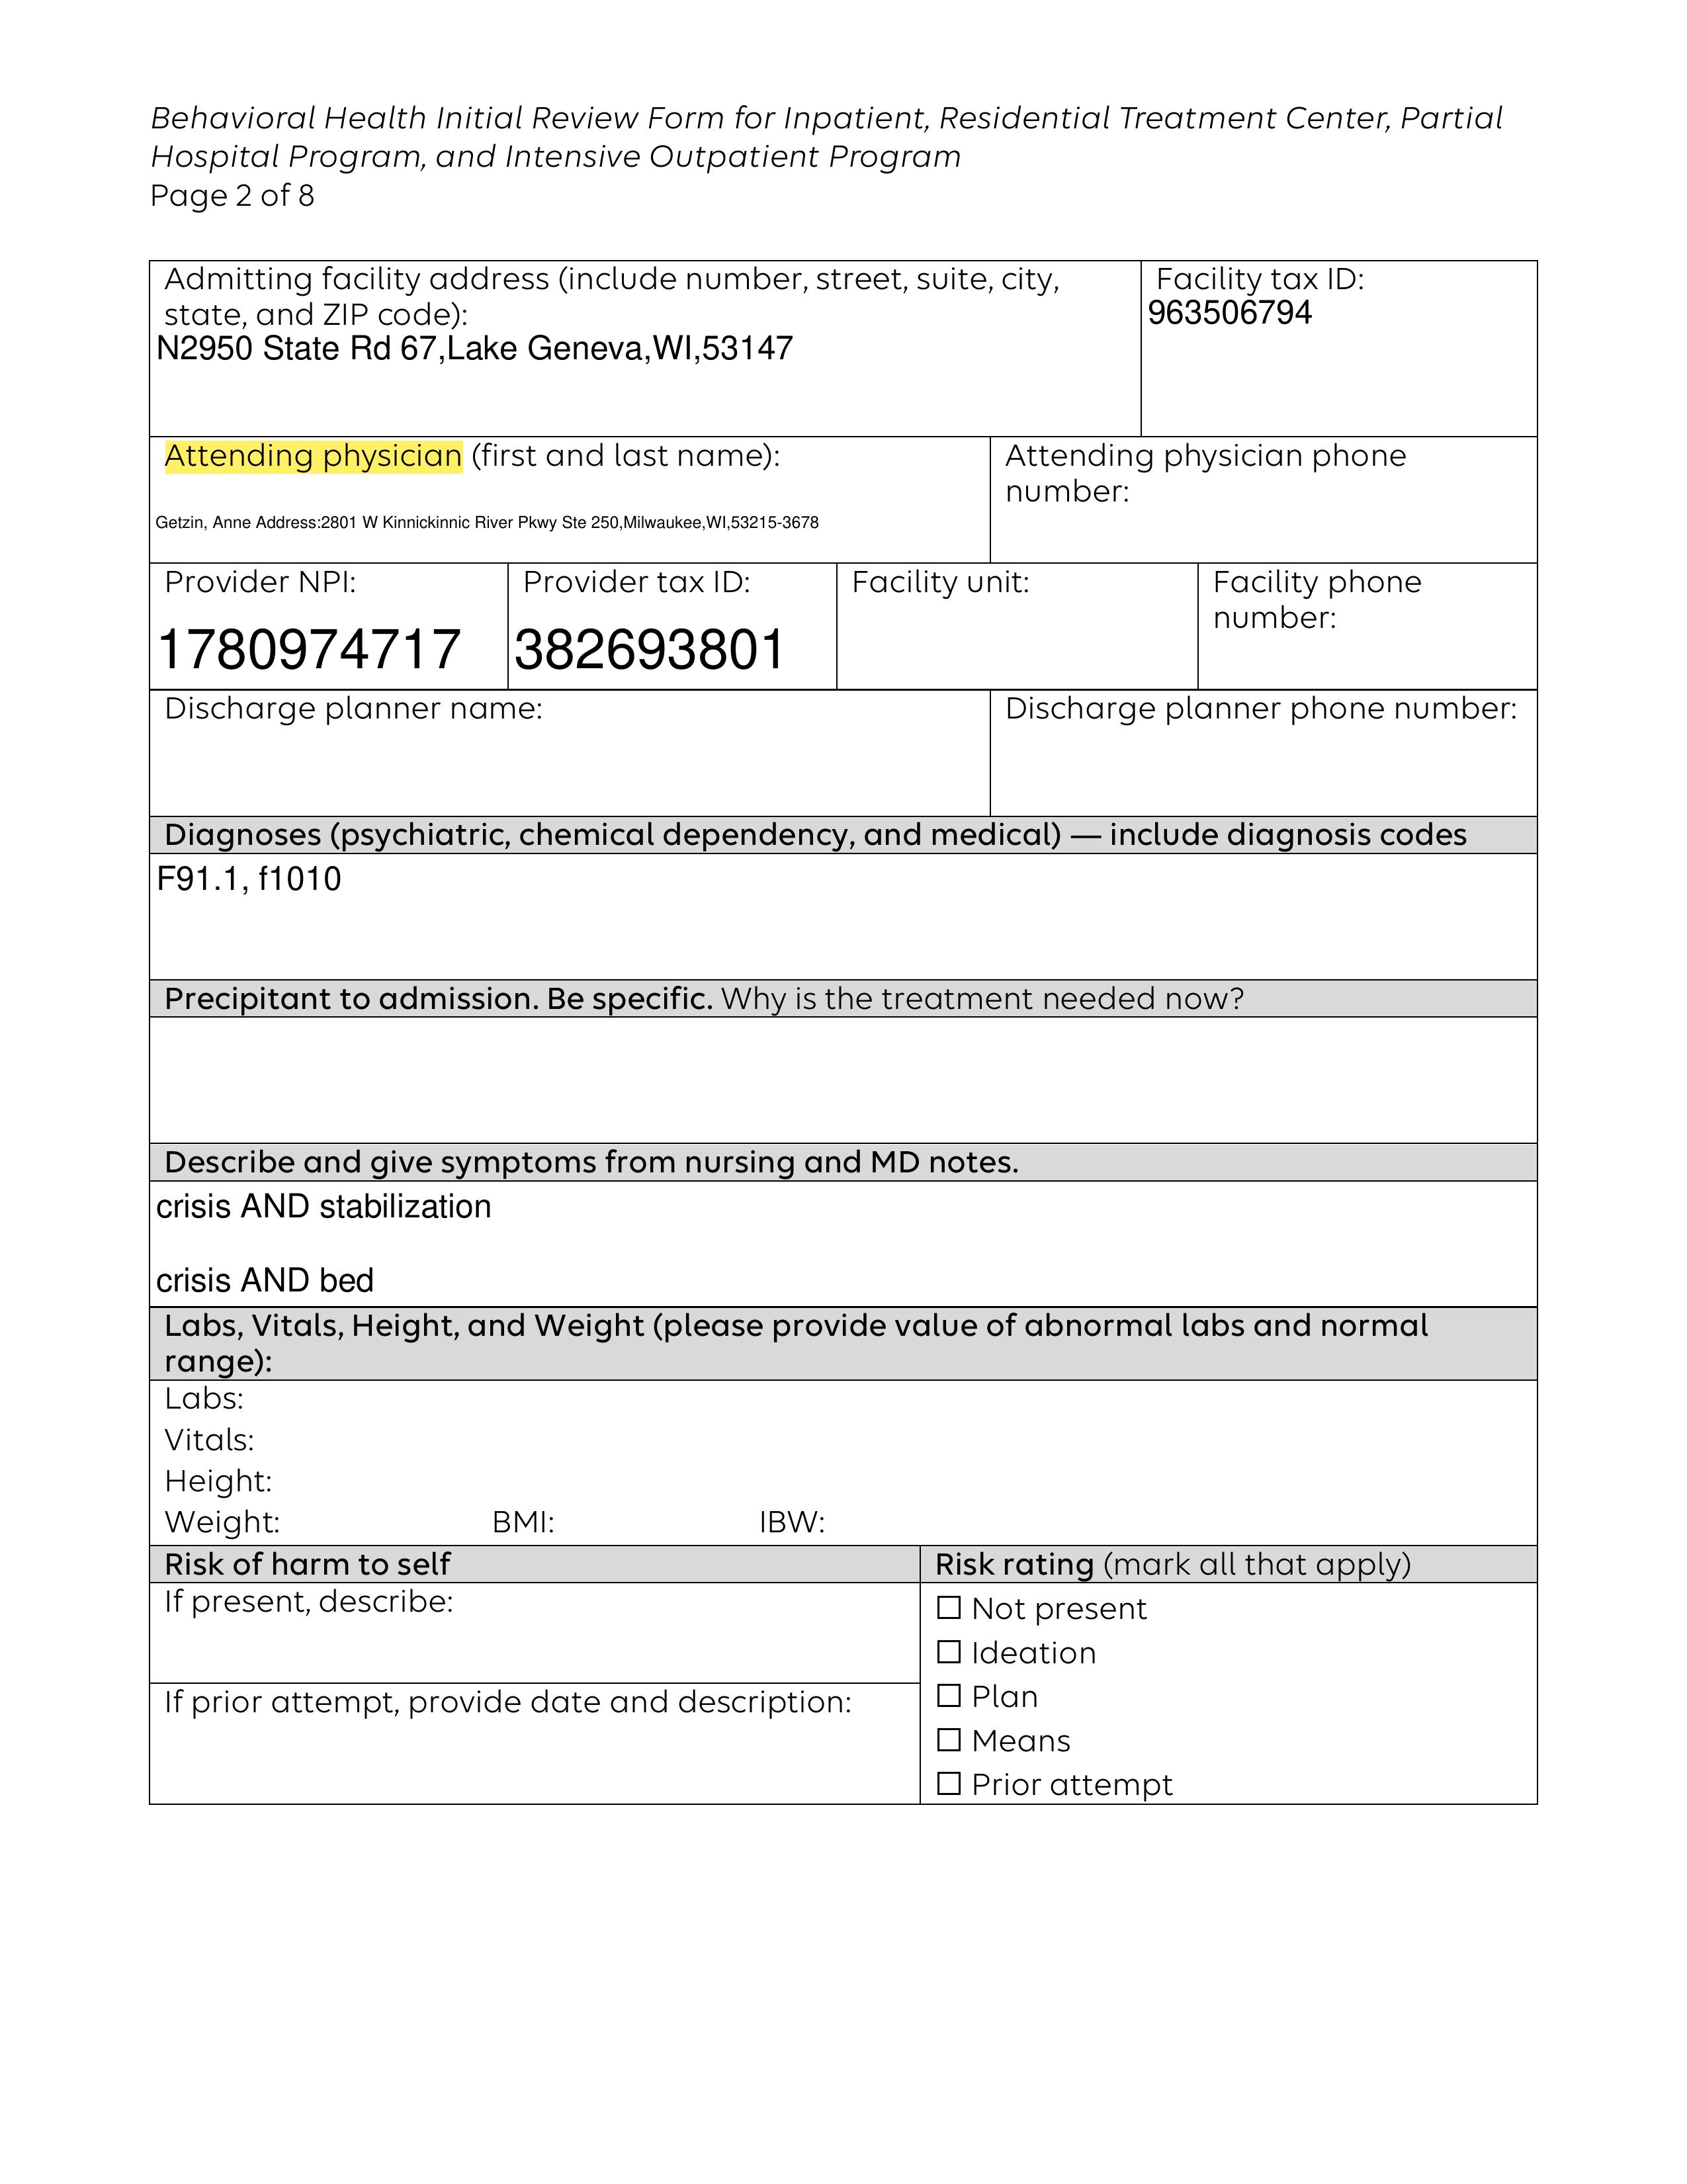 Behavioral Health Initial Review Form for Inpatient, Residential Treatment Center, Partial
Hospital Program, and Intensive Outpatient Program
Page 2 of 8
Admitting facility address (include number, street, suite, city,
state, and ZIP code):
N2950 State Rd 67,Lake Geneva,WI,53147
Facility tax ID:
963506794
Attending physician (first and last name):
Getzin, Anne Address:2801 W Kinnickinnic River Pkwy Ste 250,Milwaukee,WI,53215-3678
Attending physician phone
number:
Provider NPI:
1780974717
Provider tax ID:
382693801
Facility unit:
Facility phone
number:
Discharge planner name:
Discharge planner phone number:
Diagnoses (psychiatric, chemical dependency, and medical) — include diagnosis codes
F91.1, f1010
Precipitant to admission. Be specific. Why is the treatment needed now?
Describe and give symptoms from nursing and MD notes.
crisis AND stabilization
crisis AND bed
Labs, Vitals, Height, and Weight (please provide value of abnormal labs and normal
range):
Labs:
Vitals:
Height:
Weight: BMI: IBW:
Risk of harm to self
If present, describe:
If prior attempt, provide date and description:
Risk rating (mark all that apply)
☐ Not present
☐ Ideation
☐ Plan
☐ Means
☐ Prior attempt